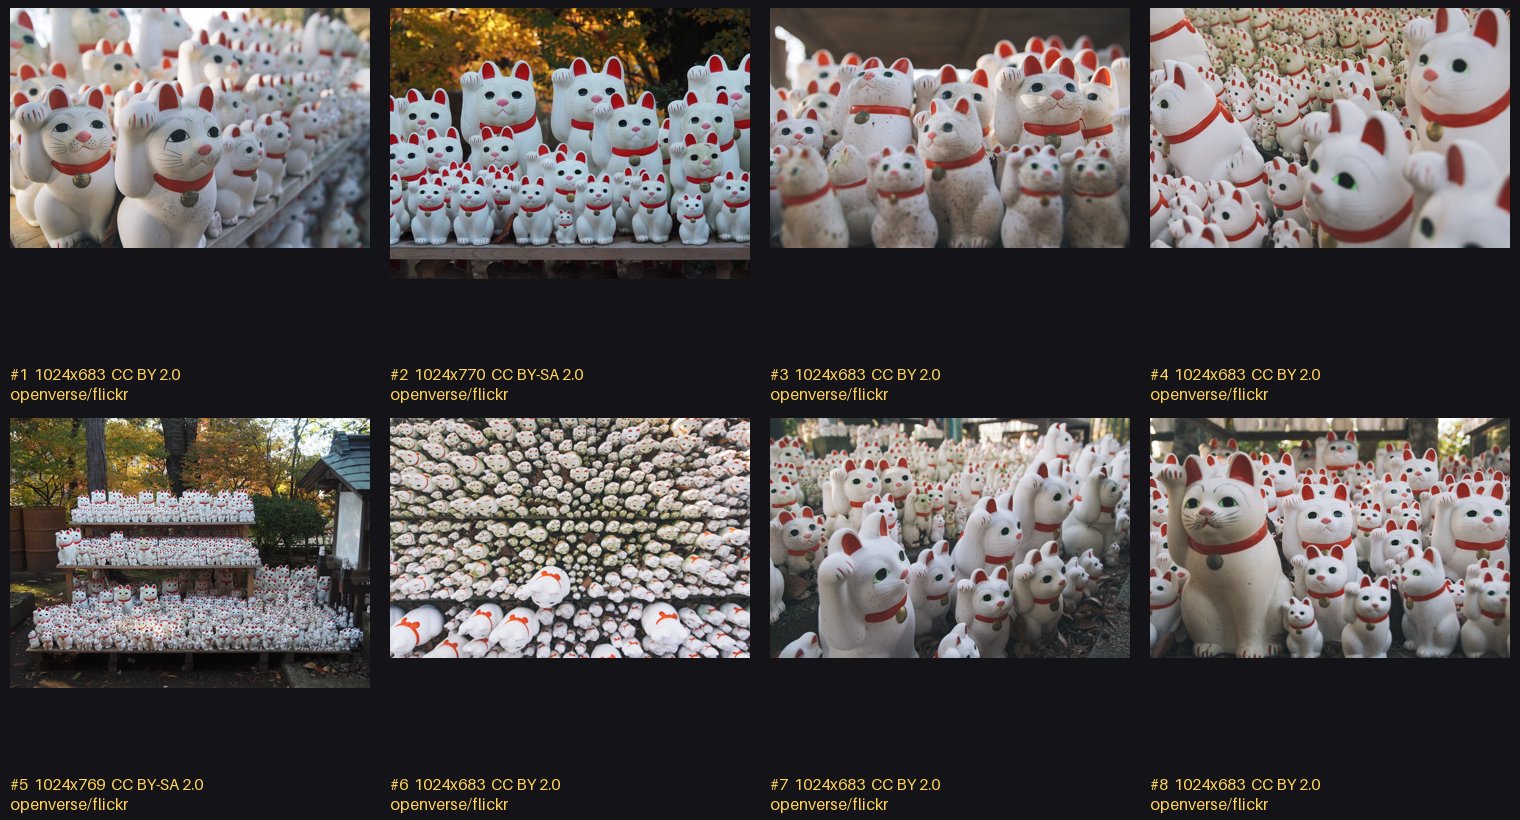 #1 1024x683 CC BY 2.0
openverse/flickr
#2 1024x770 CC BY-SA 2.0
openverse/flickr
#3 1024x683 CC BY 2.0
openverse/flickr
#4 1024x683 CC BY 2.0
openverse/flickr
#5 1024x769 CC BY-SA 2.0
openverse/flickr
#6 1024x683 CC BY 2.0
openverse/flickr
#7 1024x683 CC BY 2.0
openverse/flickr
#8 1024x683 CC BY 2.0
openverse/flickr